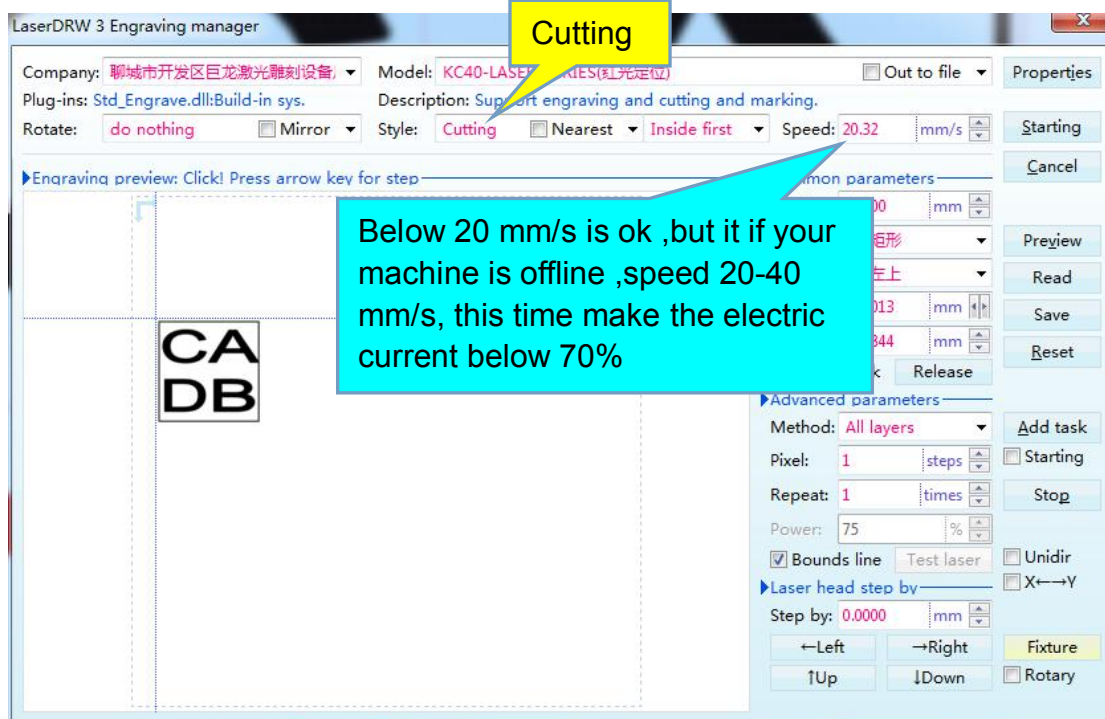 LaserDRW 3 Engraving manager
Cutting
Company: 聊城市开发区巨龙激光雕刻设备 Model: KC40-LASER SERIES(红光定位) Out to file Properties
Plug-ins: Std_Engrave.dll:Build-in sys. Description: Support engraving and cutting and marking.
Rotate: do nothing Mirror Style: Cutting Nearest Inside first Speed: 20.32 mm/s Starting
Cancel
Engraving preview: Click! Press arrow key for step parameters
mm
Below 20 mm/s is ok ,but it if your
machine is offline ,speed 20-40
mm/s, this time make the electric
current below 70%
Preview
左上 Read
013 mm Save
344 mm Reset
Release
CA
DB
Advanced parameters
Method: All layers Add task
Pixel: 1 steps Starting
Repeat: 1 times Stop
Power: 75 %
Bounds line Test laser Unidir
X←→Y
Laser head step by
Step by: 0.0000 mm
←Left →Right Fixture
↑Up ↓Down Rotary